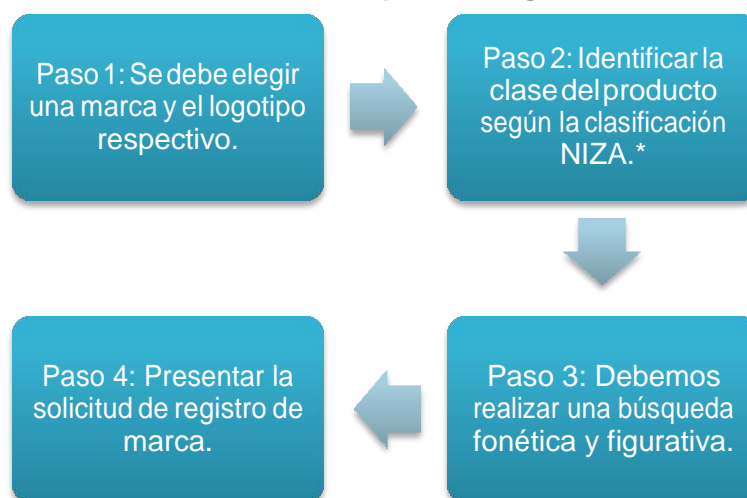 Paso 1: Se debe elegir
una marca y el logotipo
respectivo.
Paso 2: Identificar la
clase del producto
según la clasificación
NIZA.*
Paso 3: Debemos
realizar una búsqueda
fonética y figurativa.
Paso 4: Presentar la
solicitud de registro de
marca.